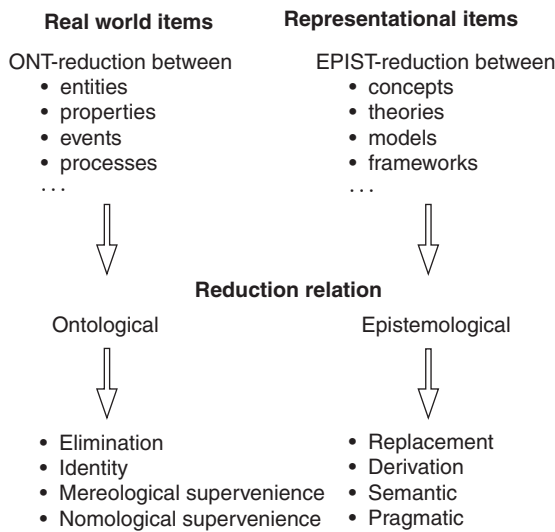 Real world items
Representational items
ONT-reduction between
• entities
• properties
• events
• processes
. . .
EPIST-reduction between
• concepts
• theories
• models
• frameworks
. . .
Reduction relation
Ontological
Epistemological
• Elimination
• Identity
• Mereological supervenience
• Nomological supervenience
• Replacement
• Derivation
• Semantic
• Pragmatic